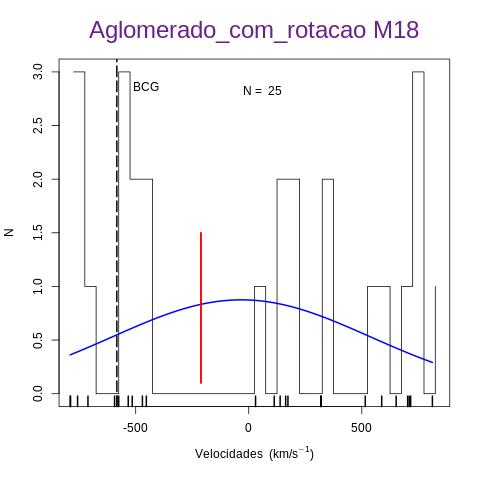 Aglomerado_com_rotacao M18
BCG
N = 25
3.0
2.5
2.0
1.5
1.0
0.5
0.0
N
-500 0 500
Velocidades (km/s⁻¹)